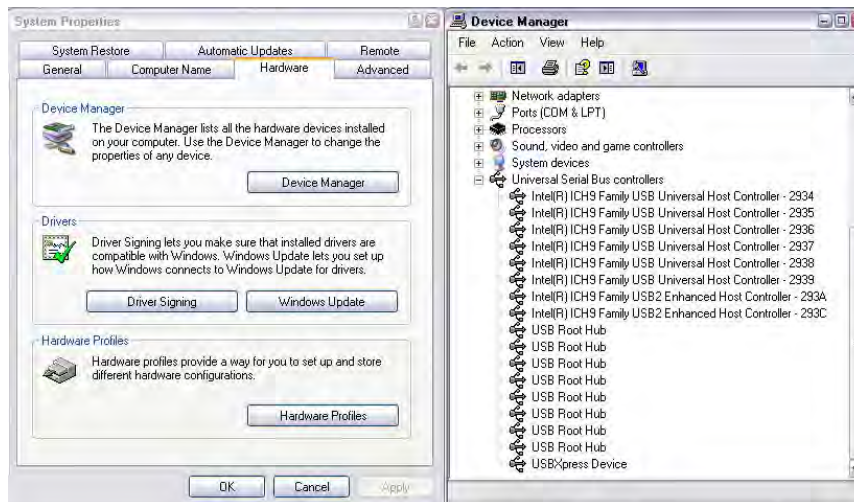 System Properties
System Restore
Automatic Updates
Remote
General
Computer Name
Hardware
Advanced
Device Manager
The Device Manager lists all the hardware devices installed
on your computer. Use the Device Manager to change the
properties of any device.
Device Manager
Drivers
Driver Signing lets you make sure that installed drivers are
compatible with Windows. Windows Update lets you set up
how Windows connects to Windows Update for drivers.
Driver Signing
Windows Update
Hardware Profiles
Hardware profiles provide a way for you to set up and store
different hardware configurations.
Hardware Profiles
OK
Cancel
Apply
Device Manager
File Action View Help
Network adapters
Ports (COM & LPT)
Processors
Sound, video and game controllers
System devices
Universal Serial Bus controllers
Intel(R) ICH9 Family USB Universal Host Controller - 2934
Intel(R) ICH9 Family USB Universal Host Controller - 2935
Intel(R) ICH9 Family USB Universal Host Controller - 2936
Intel(R) ICH9 Family USB Universal Host Controller - 2937
Intel(R) ICH9 Family USB Universal Host Controller - 2938
Intel(R) ICH9 Family USB Universal Host Controller - 2939
Intel(R) ICH9 Family USB2 Enhanced Host Controller - 293A
Intel(R) ICH9 Family USB2 Enhanced Host Controller - 293C
USB Root Hub
USB Root Hub
USB Root Hub
USB Root Hub
USB Root Hub
USB Root Hub
USB Root Hub
USB Root Hub
USBXpress Device